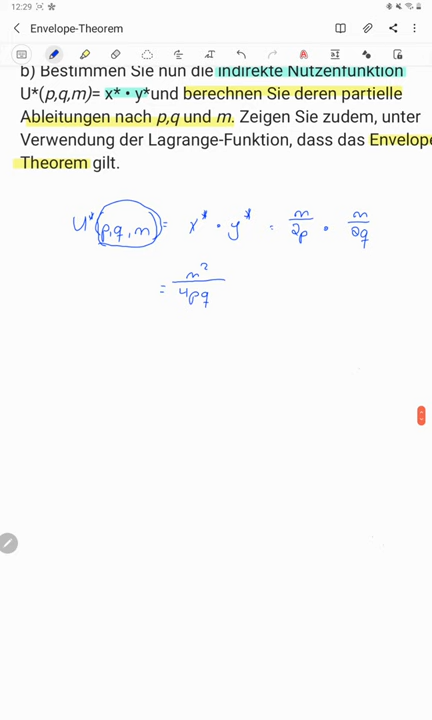 12:29
Envelope-Theorem
b) Bestimmen Sie nun die indirekte Nutzenfunktion
U*(p,q,m)= x* • y*und berechnen Sie deren partielle
Ableitungen nach p,q und m. Zeigen Sie zudem, unter
Verwendung der Lagrange-Funktion, dass das Envelope
Theorem gilt.
U*(p,q,m) = x* • y* = m/2p • m/2q
= m²/4pq